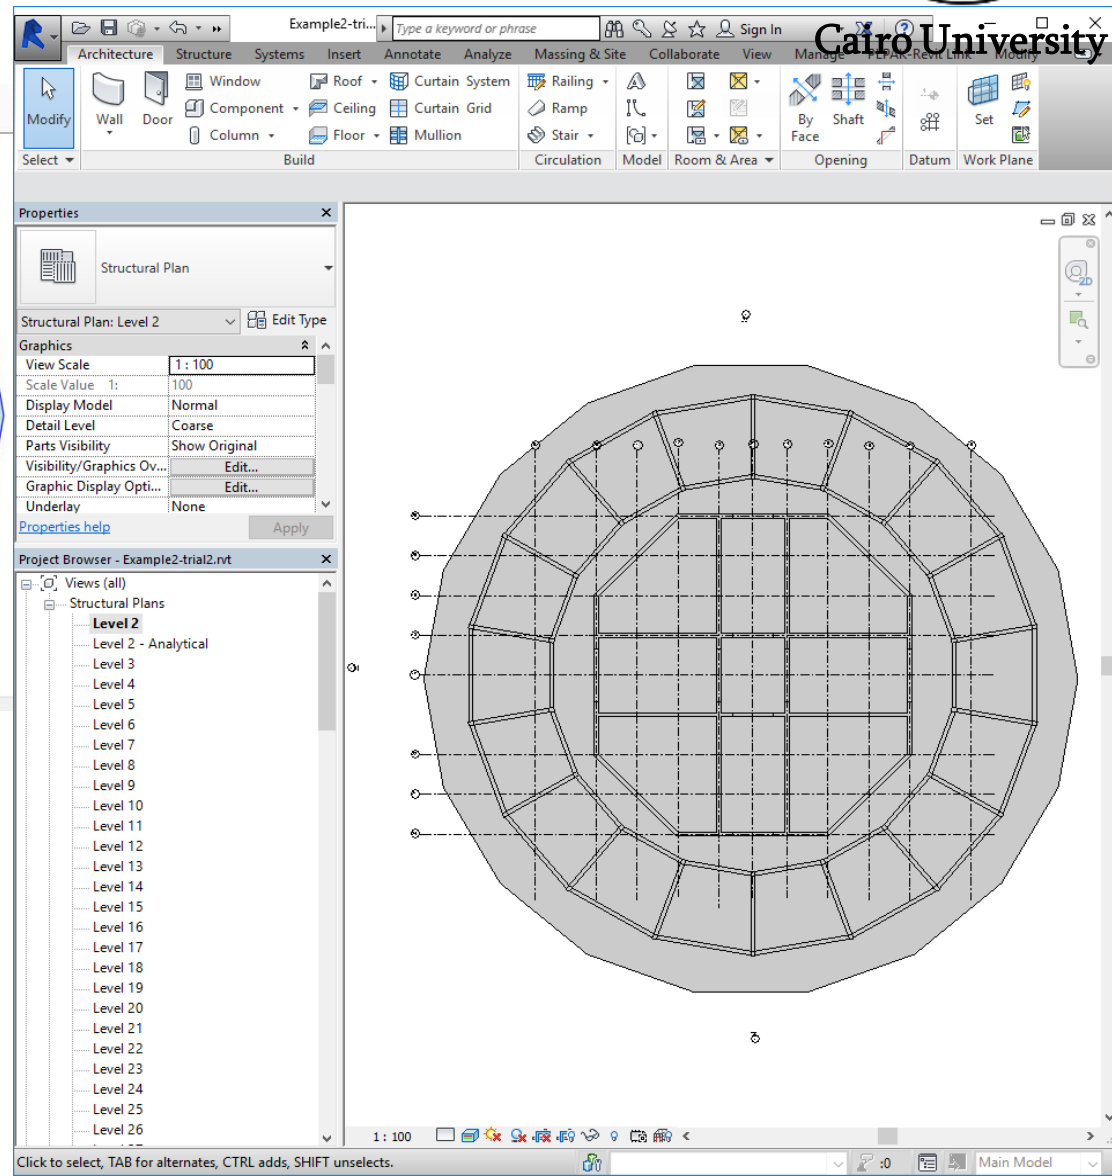 Example2-tri...
Type a keyword or phrase
Sign In
Cairo University
Architecture Structure Systems Insert Annotate Analyze Massing & Site Collaborate View Manage PLPAK-Revit Link Modify
Modify
Wall
Door
Window
Component
Column
Roof
Ceiling
Floor
Curtain System
Curtain Grid
Mullion
Railing
Ramp
Stair
By Face
Shaft
Set
Select
Build
Circulation
Model
Room & Area
Opening
Datum
Work Plane
Properties
Structural Plan
Structural Plan: Level 2
Edit Type
Graphics
View Scale 1 : 100
Scale Value 1: 100
Display Model Normal
Detail Level Coarse
Parts Visibility Show Original
Visibility/Graphics Ov... Edit...
Graphic Display Opti... Edit...
Underlay None
Properties help
Apply
Project Browser - Example2-trial2.rvt
Views (all)
Structural Plans
Level 2
Level 2 - Analytical
Level 3
Level 4
Level 5
Level 6
Level 7
Level 8
Level 9
Level 10
Level 11
Level 12
Level 13
Level 14
Level 15
Level 16
Level 17
Level 18
Level 19
Level 20
Level 21
Level 22
Level 23
Level 24
Level 25
Level 26
2D
1 : 100
Click to select, TAB for alternates, CTRL adds, SHIFT unselects.
:0
Main Model